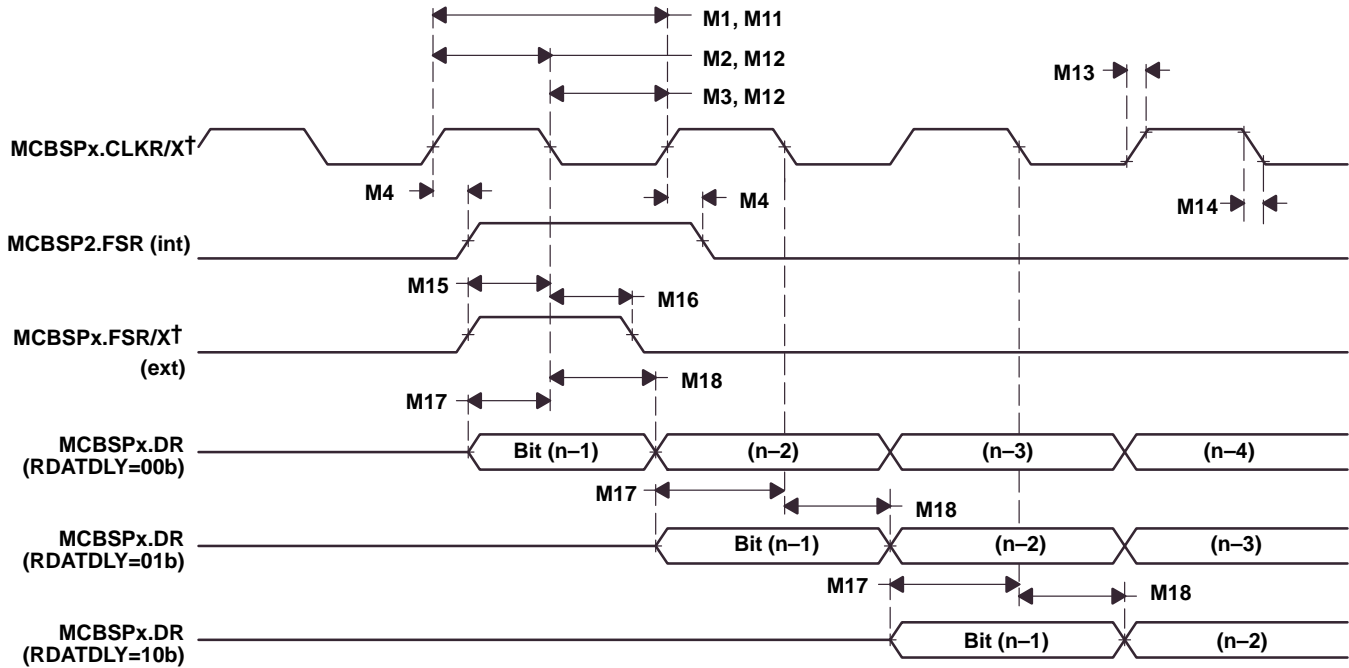 M1, M11
M2, M12
M13
M3, M12
MCBSPx.CLKR/X†
M4
M4
M14
MCBSP2.FSR (int)
M15
M16
MCBSPx.FSR/X†
(ext)
M18
M17
MCBSPx.DR
(RDATDLY=00b)
Bit (n–1)
(n–2)
(n–3)
(n–4)
M17
M18
MCBSPx.DR
(RDATDLY=01b)
Bit (n–1)
(n–2)
(n–3)
M17
M18
MCBSPx.DR
(RDATDLY=10b)
Bit (n–1)
(n–2)